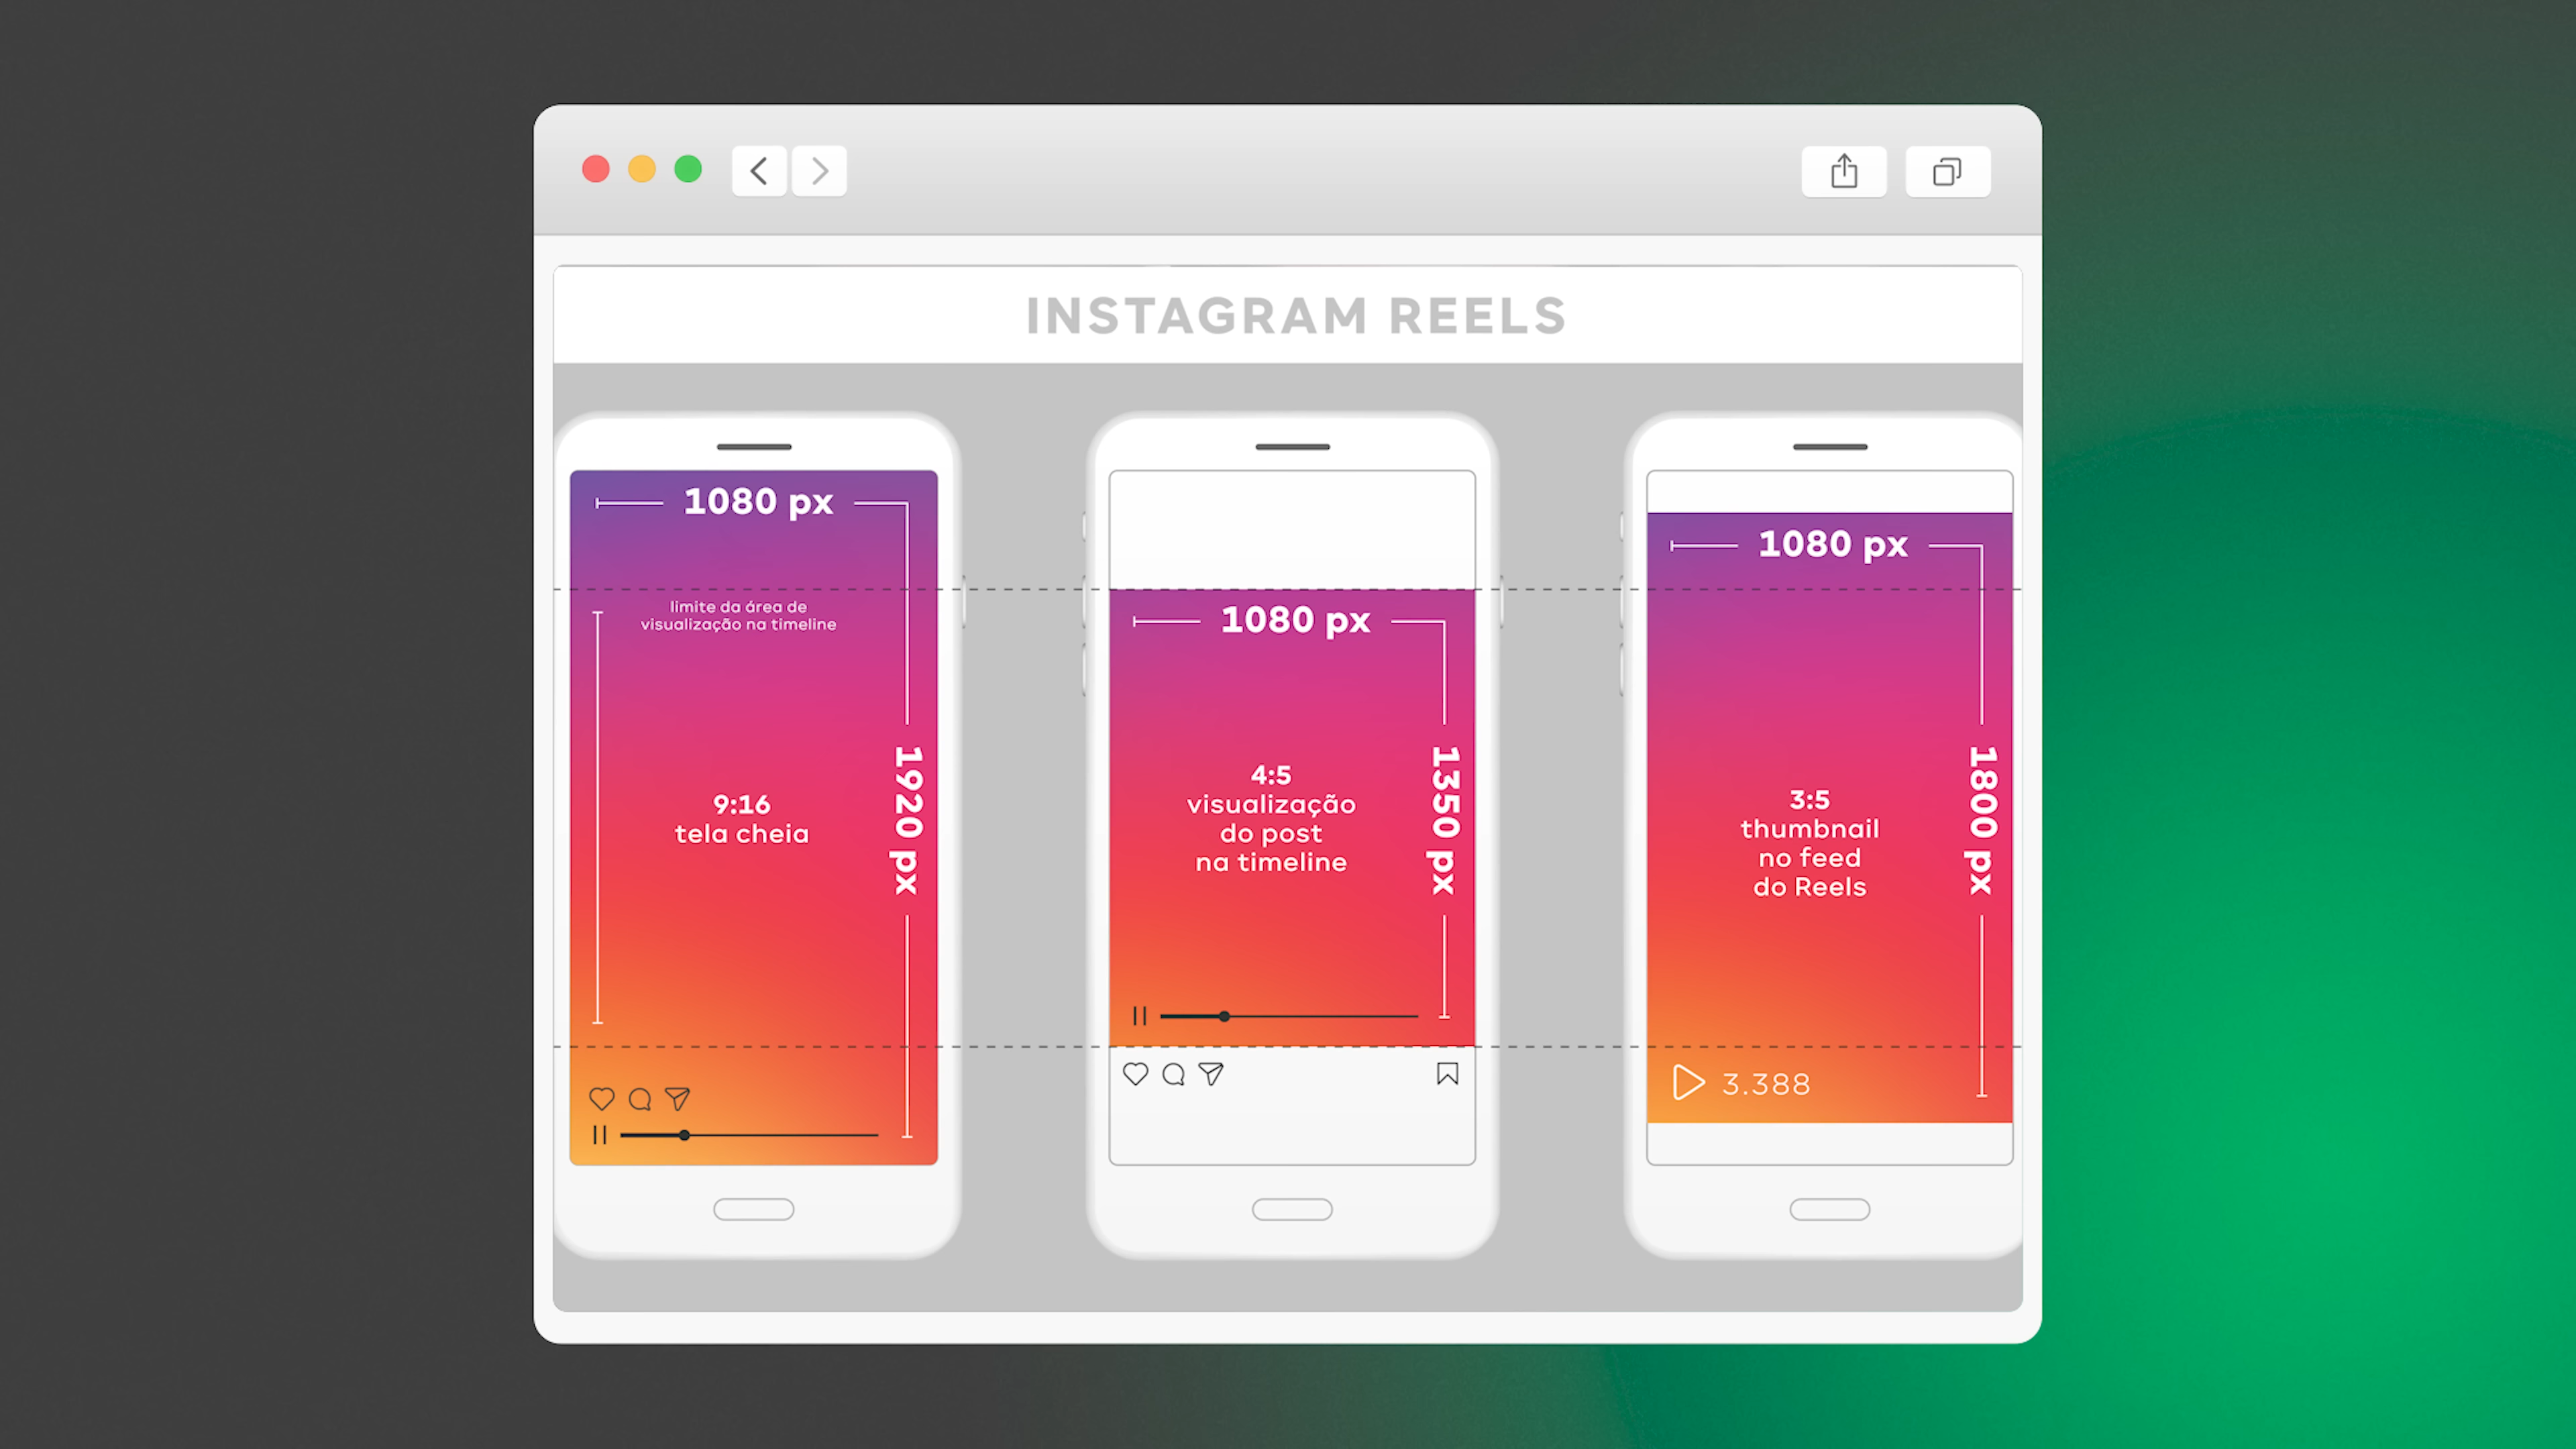 INSTAGRAM REELS
1080 px
limite da área de
visualização na timeline
9:16
tela cheia
1920 px
1080 px
4:5
visualização
do post
na timeline
1350 px
1080 px
3:5
thumbnail
no feed
do Reels
1800 px
3.388